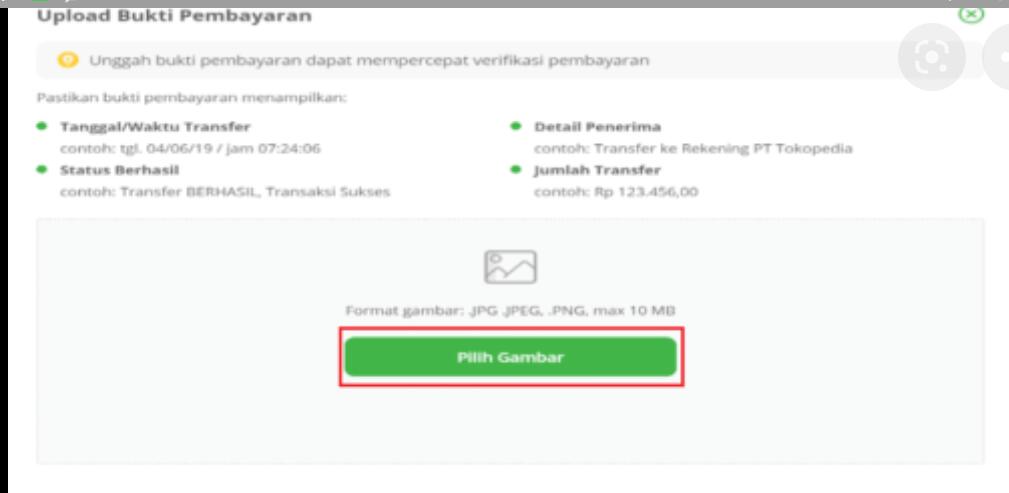 Upload Bukti Pembayaran
Unggah bukti pembayaran dapat mempercepat verifikasi pembayaran
Pastikan bukti pembayaran menampilkan:
Tanggal/Waktu Transfer
contoh: tgl. 04/06/19 / jam 07:24:06
Status Berhasil
contoh: Transfer BERHASIL, Transaksi Sukses
Detail Penerima
contoh: Transfer ke Rekening PT Tokopedia
Jumlah Transfer
contoh: Rp 123.456,00
Format gambar: .JPG .JPEG, .PNG, max 10 MB
Pilih Gambar